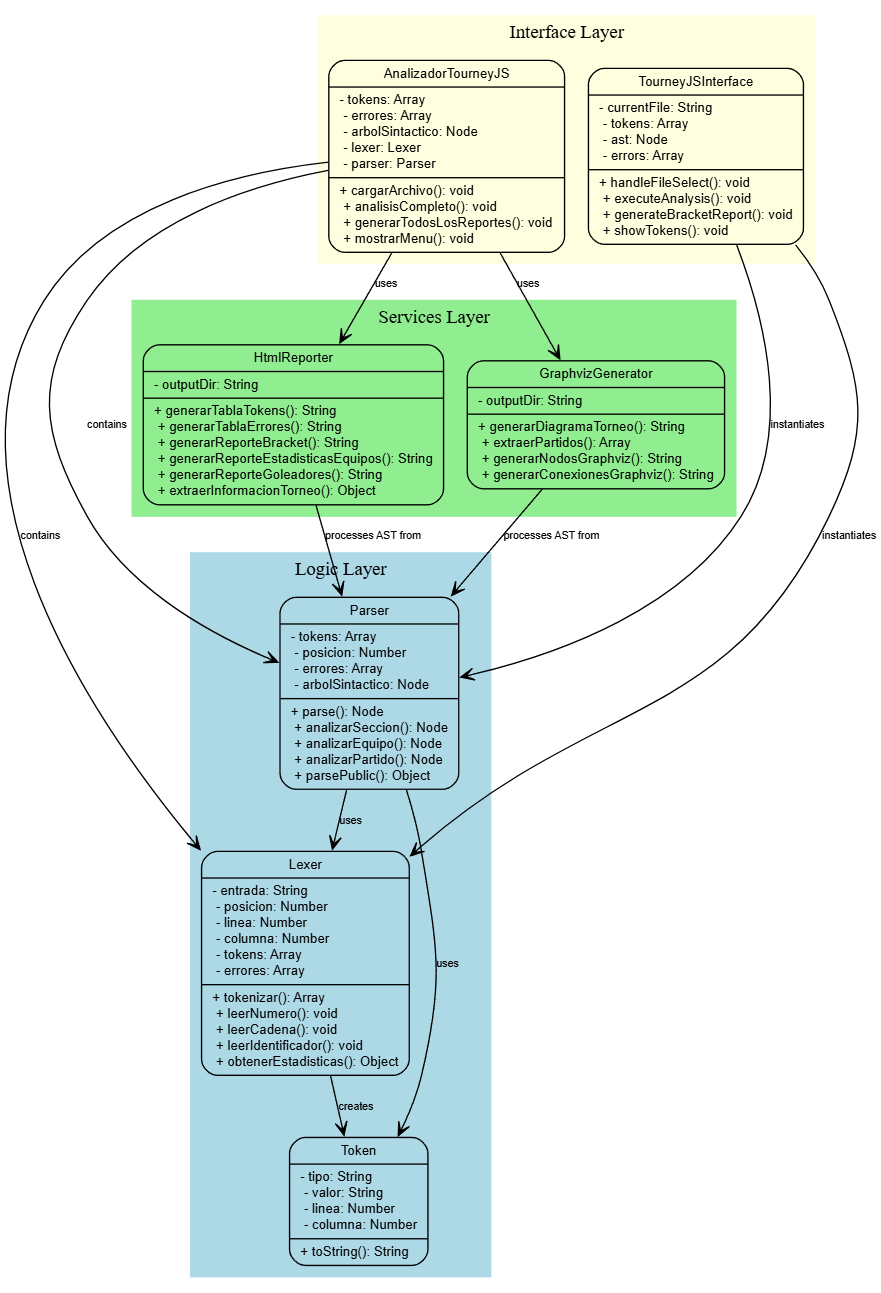 Interface Layer
AnalizadorTourneyJS
- tokens: Array
- errores: Array
- arbolSintactico: Node
- lexer: Lexer
- parser: Parser
+ cargarArchivo(): void
+ analisisCompleto(): void
+ generarTodosLosReportes(): void
+ mostrarMenu(): void
TourneyJSInterface
- currentFile: String
- tokens: Array
- ast: Node
- errors: Array
+ handleFileSelect(): void
+ executeAnalysis(): void
+ generateBracketReport(): void
+ showTokens(): void
uses
uses
Services Layer
HtmlReporter
- outputDir: String
+ generarTablaTokens(): String
+ generarTablaErrores(): String
+ generarReporteBracket(): String
+ generarReporteEstadisticasEquipos(): String
+ generarReporteGoleadores(): String
+ extraerInformacionTorneo(): Object
GraphvizGenerator
- outputDir: String
+ generarDiagramaTorneo(): String
+ extraerPartidos(): Array
+ generarNodosGraphviz(): String
+ generarConexionesGraphviz(): String
contains
instantiates
contains
processes AST from
processes AST from
instantiates
Logic Layer
Parser
- tokens: Array
- posicion: Number
- errores: Array
- arbolSintactico: Node
+ parse(): Node
+ analizarSeccion(): Node
+ analizarEquipo(): Node
+ analizarPartido(): Node
+ parsePublic(): Object
uses
Lexer
- entrada: String
- posicion: Number
- linea: Number
- columna: Number
- tokens: Array
- errores: Array
+ tokenizar(): Array
+ leerNumero(): void
+ leerCadena(): void
+ leerIdentificador(): void
+ obtenerEstadisticas(): Object
uses
creates
Token
- tipo: String
- valor: String
- linea: Number
- columna: Number
+ toString(): String